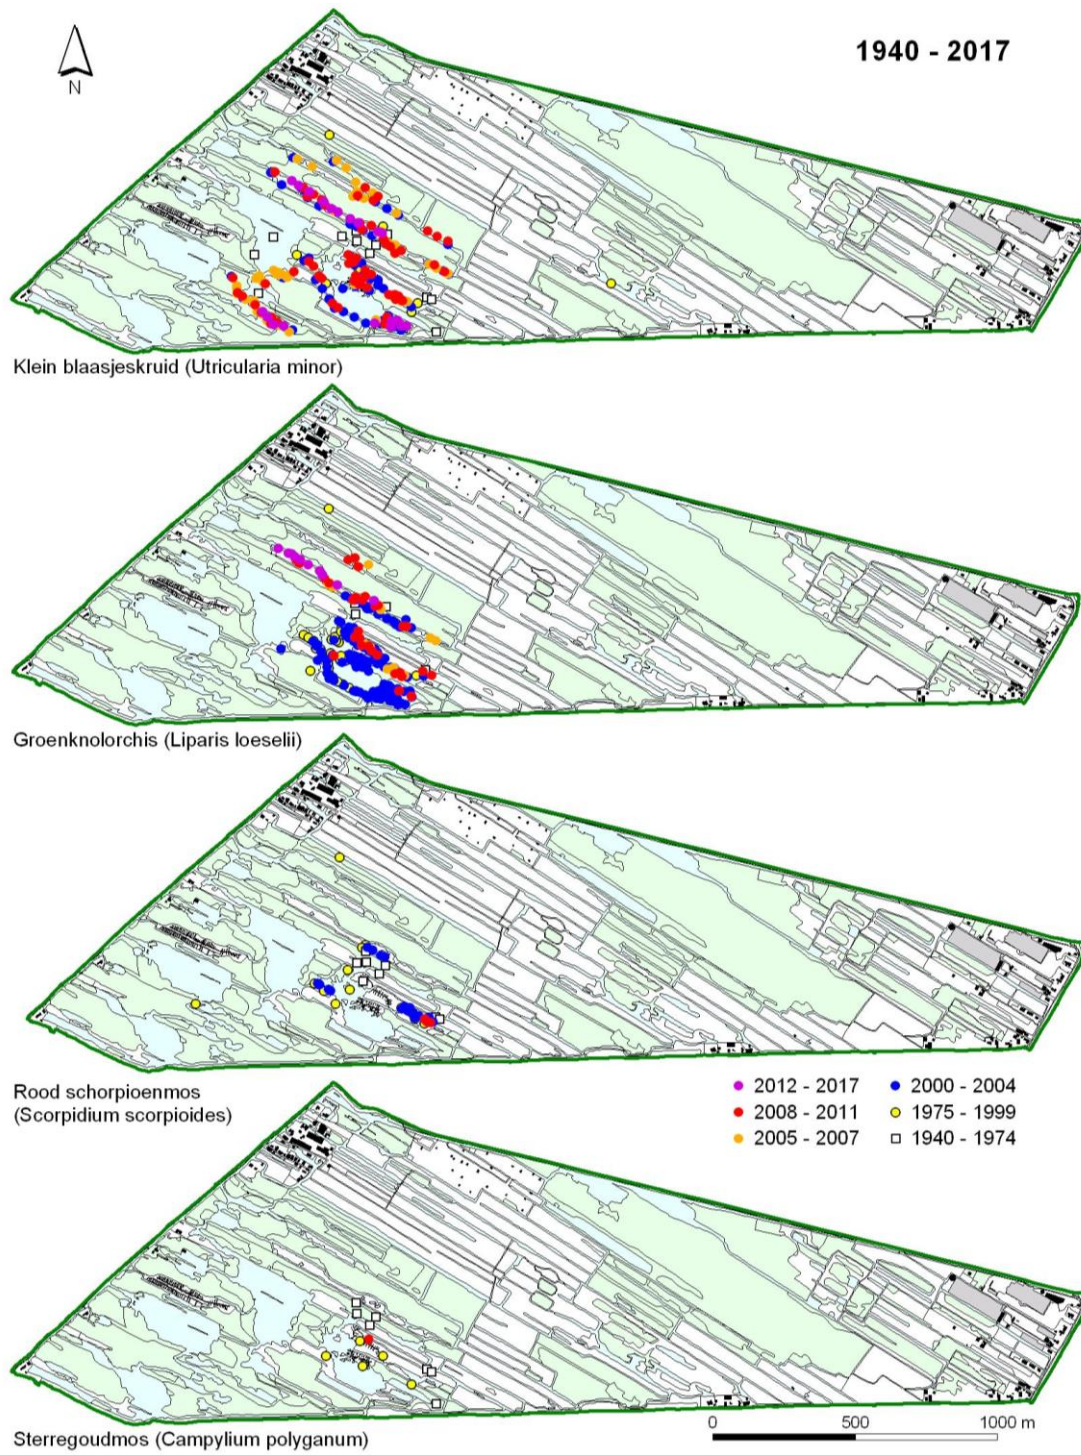 1940 - 2017
N
Klein blaasjeskruid (Utricularia minor)
Groenknolorchis (Liparis loeselii)
Rood schorpioenmos
(Scorpidium scorpioides)
2012 - 2017
2000 - 2004
2008 - 2011
1975 - 1999
2005 - 2007
1940 - 1974
0 500 1000 m
Sterregoudmos (Campylium polyganum)